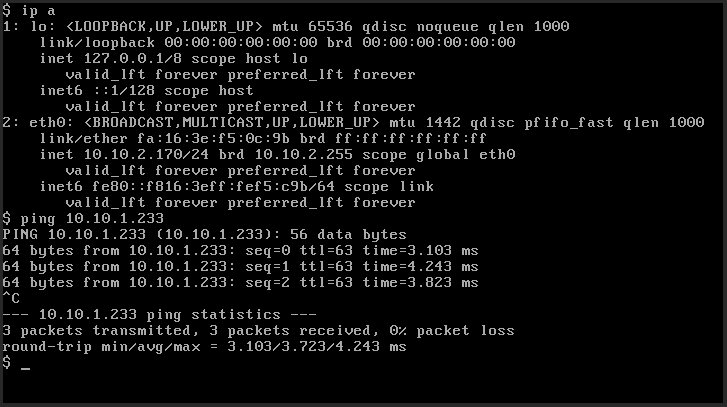 $ ip a
1: lo: <LOOPBACK,UP,LOWER_UP> mtu 65536 qdisc noqueue qlen 1000
    link/loopback 00:00:00:00:00:00 brd 00:00:00:00:00:00
    inet 127.0.0.1/8 scope host lo
       valid_lft forever preferred_lft forever
    inet6 ::1/128 scope host
       valid_lft forever preferred_lft forever
2: eth0: <BROADCAST,MULTICAST,UP,LOWER_UP> mtu 1442 qdisc pfifo_fast qlen 1000
    link/ether fa:16:3e:f5:0c:9b brd ff:ff:ff:ff:ff:ff
    inet 10.10.2.170/24 brd 10.10.2.255 scope global eth0
       valid_lft forever preferred_lft forever
    inet6 fe80::f816:3eff:fef5:c9b/64 scope link
       valid_lft forever preferred_lft forever
$ ping 10.10.1.233
PING 10.10.1.233 (10.10.1.233): 56 data bytes
64 bytes from 10.10.1.233: seq=0 ttl=63 time=3.103 ms
64 bytes from 10.10.1.233: seq=1 ttl=63 time=4.243 ms
64 bytes from 10.10.1.233: seq=2 ttl=63 time=3.823 ms
^C
--- 10.10.1.233 ping statistics ---
3 packets transmitted, 3 packets received, 0% packet loss
round-trip min/avg/max = 3.103/3.723/4.243 ms
$ _